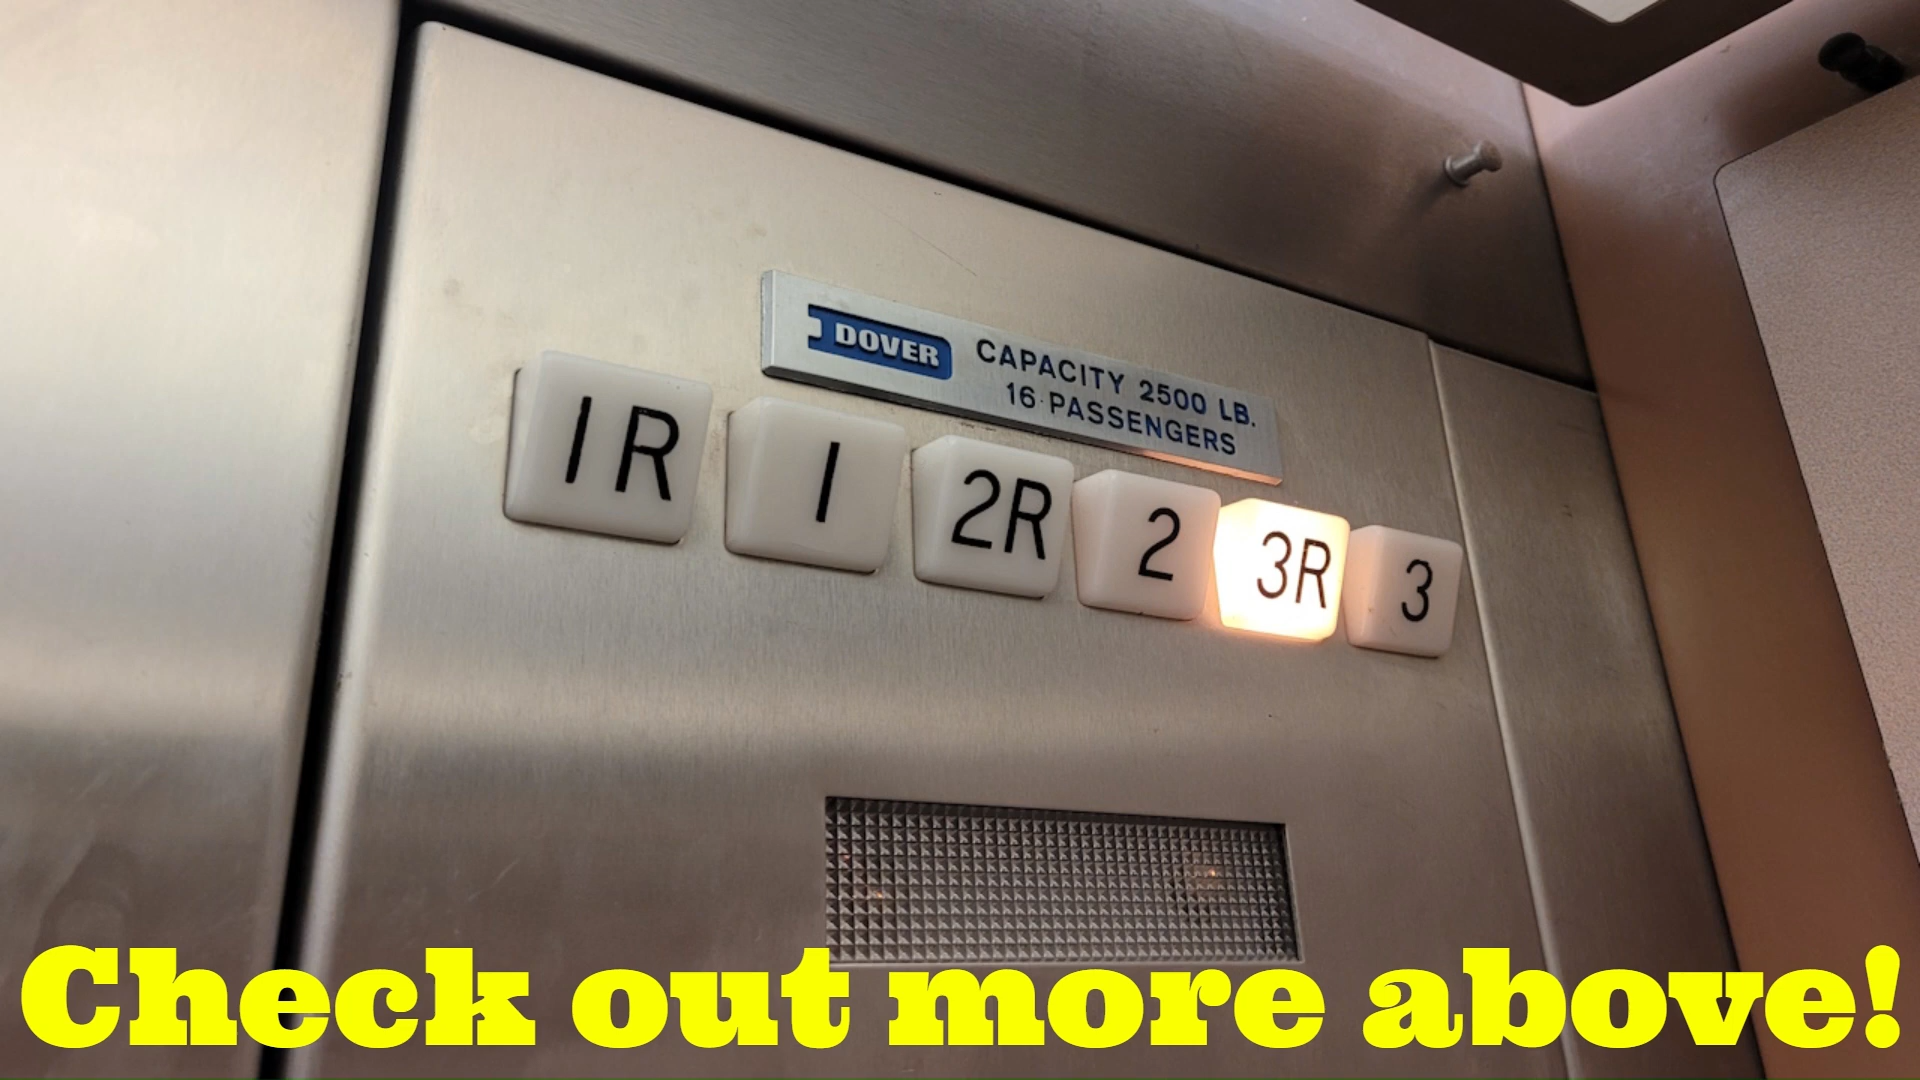 DOVER CAPACITY 2500 LB.
16 PASSENGERS
1R 1 2R 2 3R 3
Check out more above!